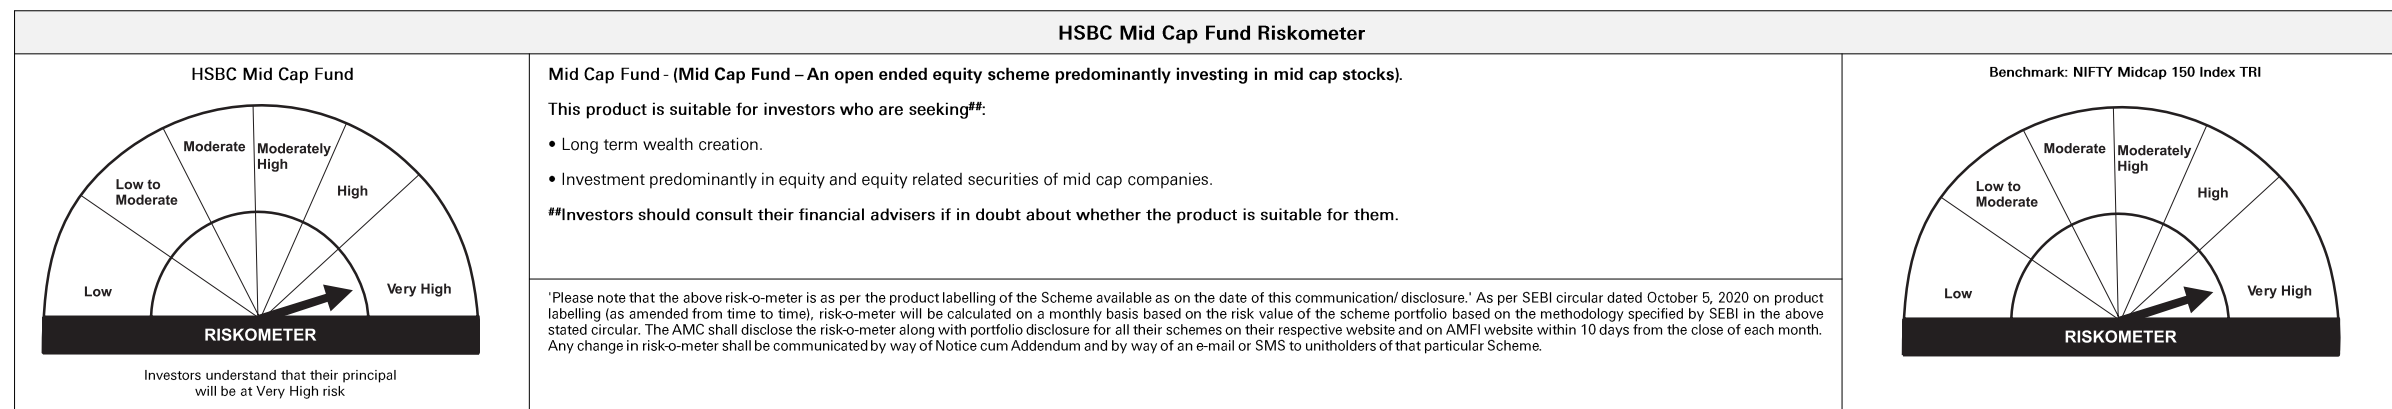 HSBC Mid Cap Fund Riskometer
HSBC Mid Cap Fund
Moderate
Moderately
High
Low to
Moderate
High
Low
Very High
RISKOMETER
Investors understand that their principal
will be at Very High risk
Mid Cap Fund - (Mid Cap Fund – An open ended equity scheme predominantly investing in mid cap stocks).
This product is suitable for investors who are seeking##:
• Long term wealth creation.
• Investment predominantly in equity and equity related securities of mid cap companies.
##Investors should consult their financial advisers if in doubt about whether the product is suitable for them.
'Please note that the above risk-o-meter is as per the product labelling of the Scheme available as on the date of this communication/ disclosure.' As per SEBI circular dated October 5, 2020 on product
labelling (as amended from time to time), risk-o-meter will be calculated on a monthly basis based on the risk value of the scheme portfolio based on the methodology specified by SEBI in the above
stated circular. The AMC shall disclose the risk-o-meter along with portfolio disclosure for all their schemes on their respective website and on AMFI website within 10 days from the close of each month.
Any change in risk-o-meter shall be communicated by way of Notice cum Addendum and by way of an e-mail or SMS to unitholders of that particular Scheme.
Benchmark: NIFTY Midcap 150 Index TRI
Moderate
Moderately
High
Low to
Moderate
High
Low
Very High
RISKOMETER